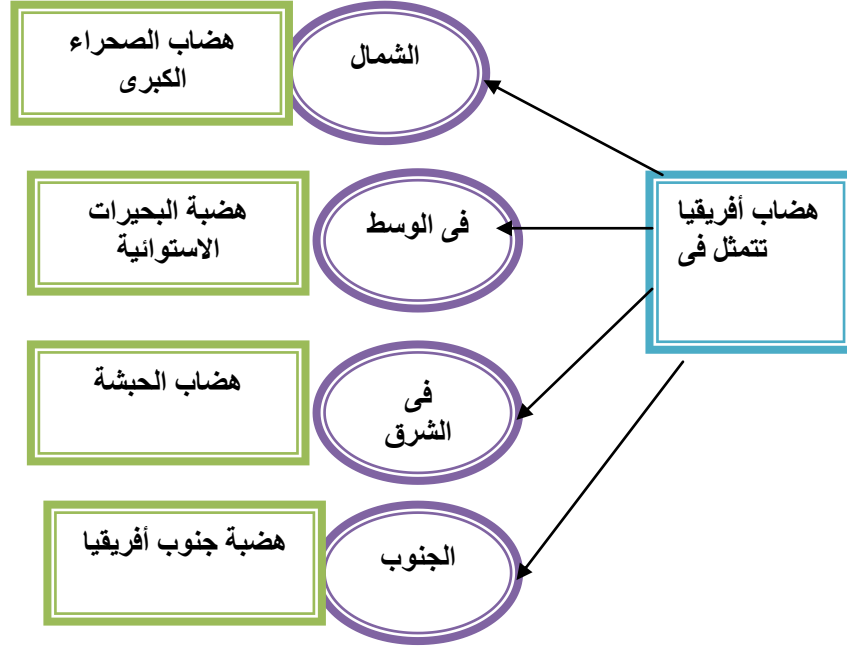 هضاب أفريقيا
تتمثل فى
الشمال
هضاب الصحراء
الكبرى
فى الوسط
هضبة البحيرات
الاستوائية
فى
الشرق
هضاب الحبشة
الجنوب
هضبة جنوب أفريقيا